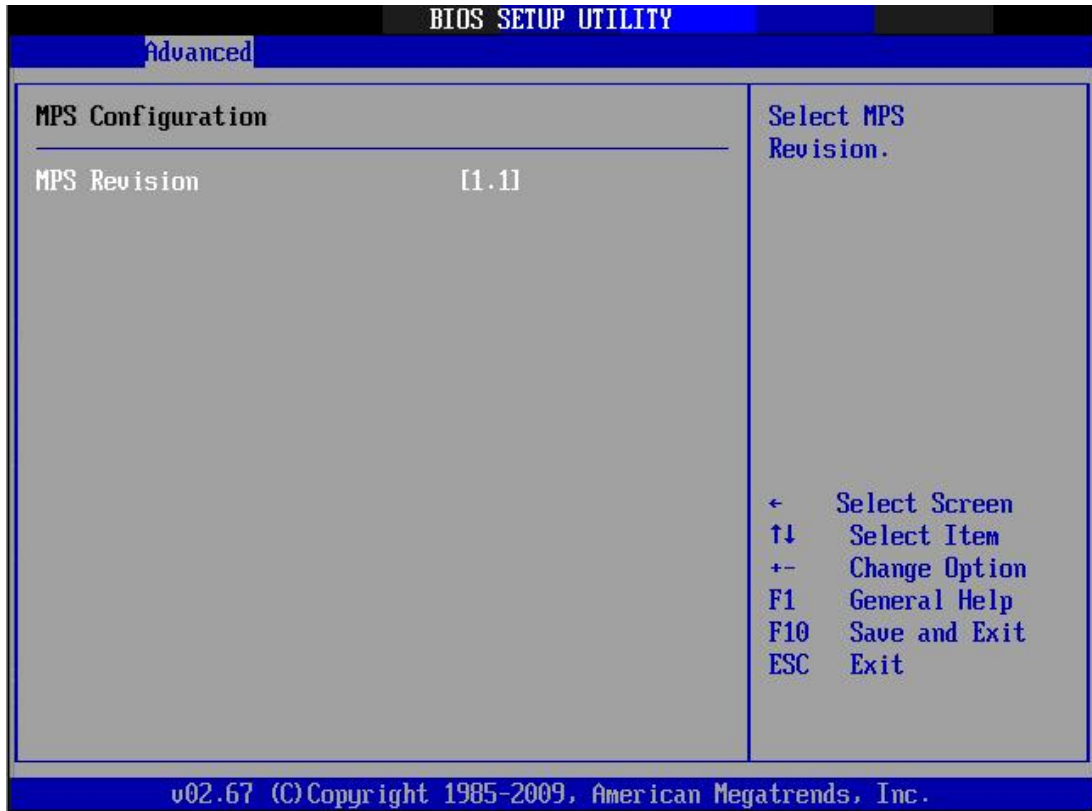 BIOS SETUP UTILITY
Advanced
MPS Configuration
MPS Revision [1.1]
Select MPS
Revision.
← Select Screen
↑↓ Select Item
+- Change Option
F1 General Help
F10 Save and Exit
ESC Exit
v02.67 (C)Copyright 1985-2009, American Megatrends, Inc.